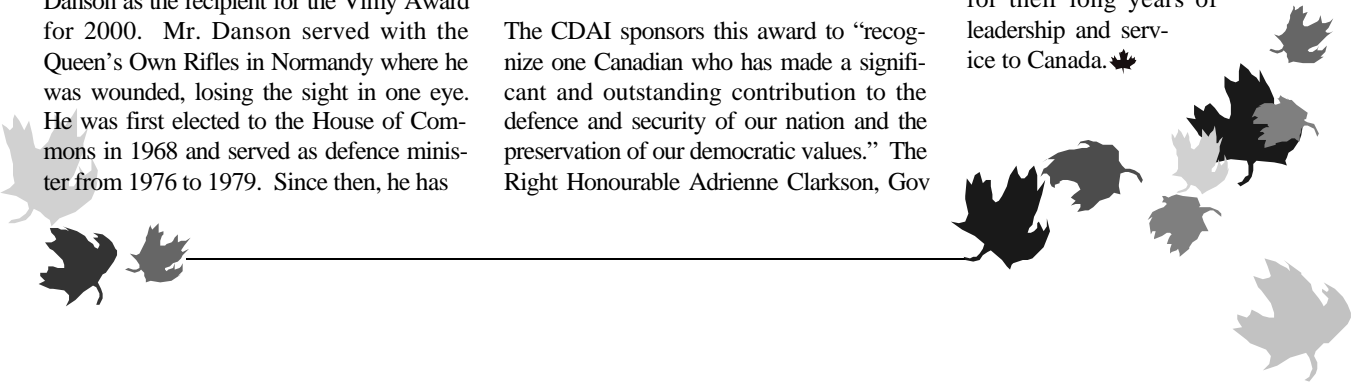 Danson as the recipient for the Vimy Award
for 2000. Mr. Danson served with the
Queen's Own Rifles in Normandy where he
was wounded, losing the sight in one eye.
He was first elected to the House of Com-
mons in 1968 and served as defence minis-
ter from 1976 to 1979. Since then, he has
The CDAI sponsors this award to “recog-
nize one Canadian who has made a signifi-
cant and outstanding contribution to the
defence and security of our nation and the
preservation of our democratic values.” The
Right Honourable Adrienne Clarkson, Gov
for their long years of
leadership and serv-
ice to Canada.